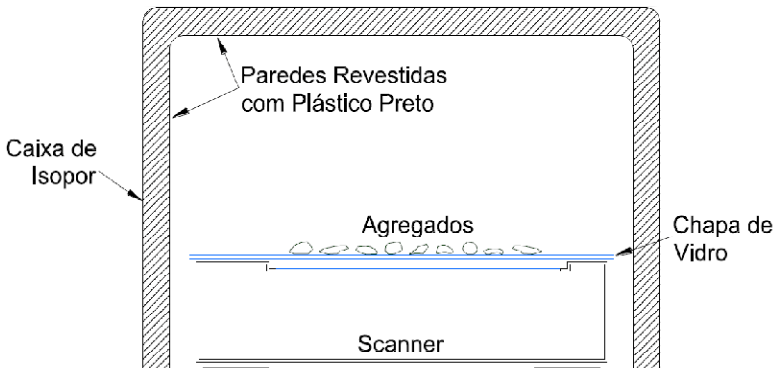 Paredes Revestidas
com Plástico Preto
Caixa de
Isopor
Agregados
Chapa de
Vidro
Scanner